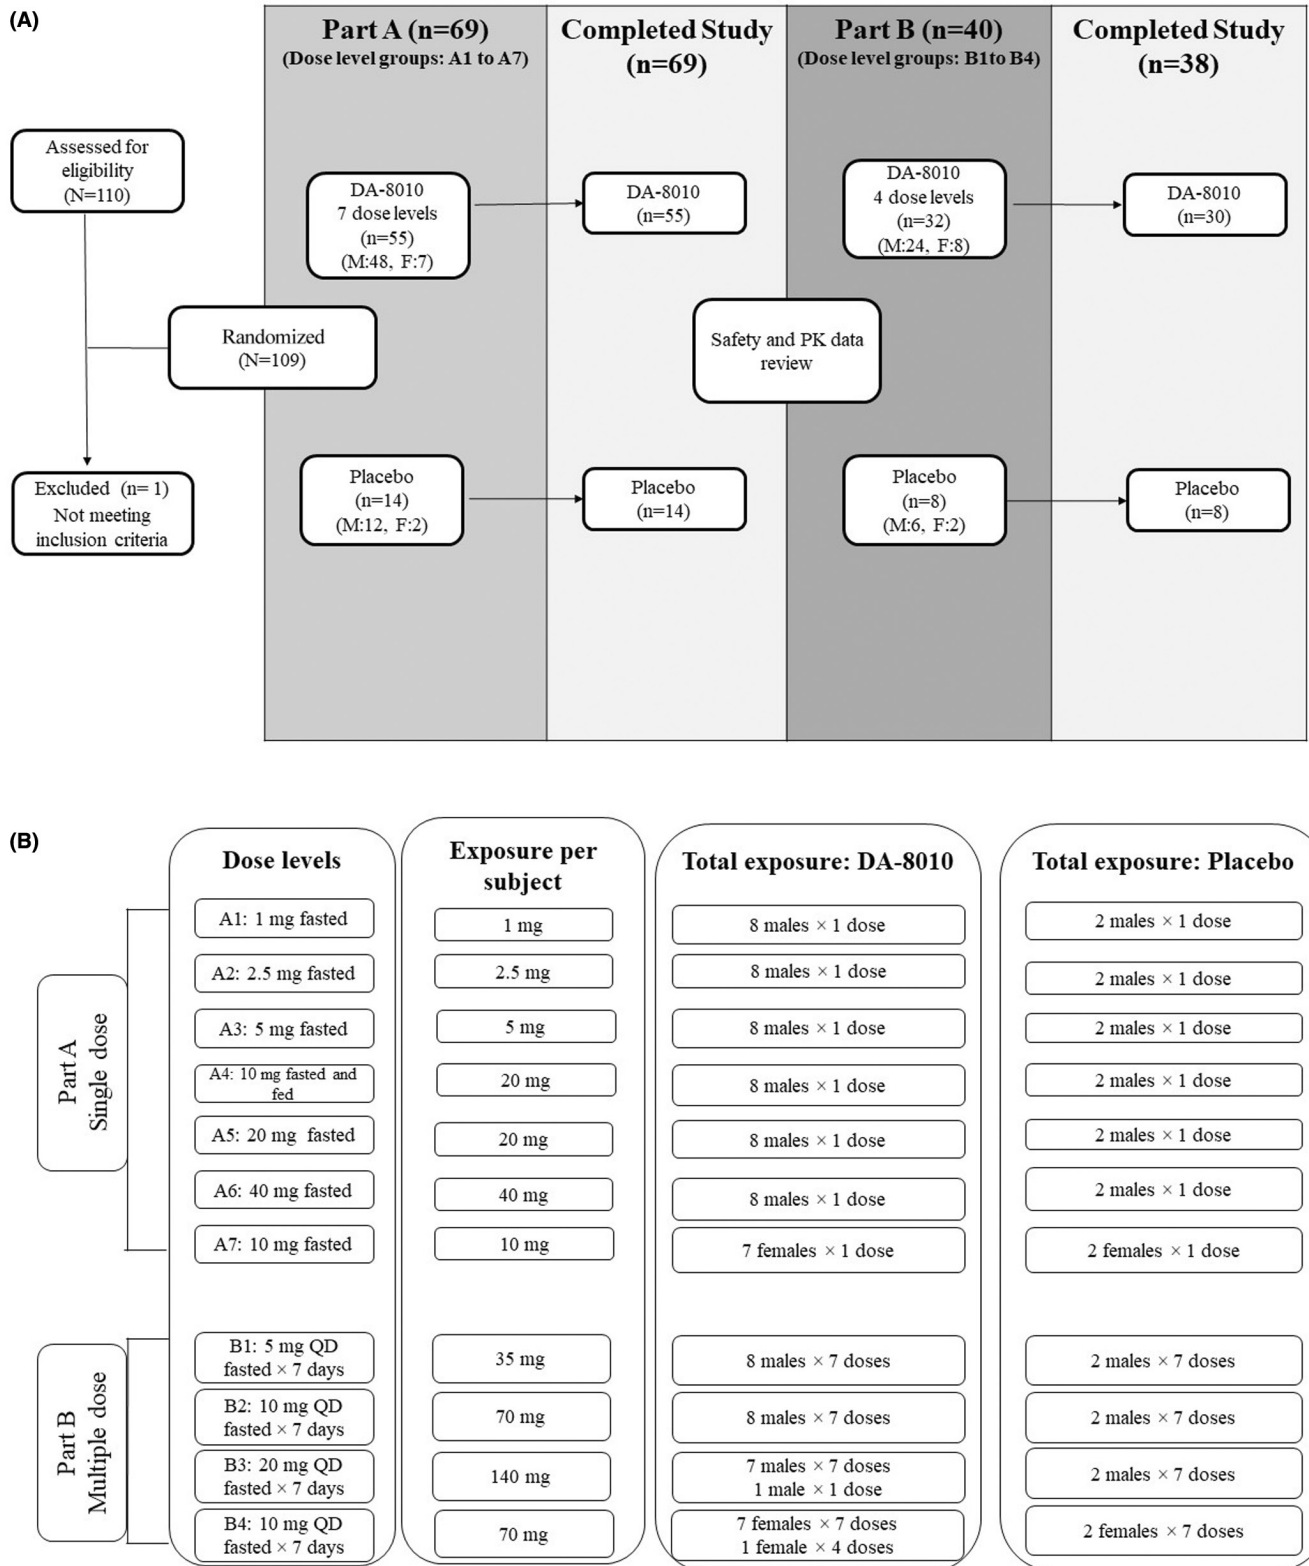 (A)
Part A (n=69)
(Dose level groups: A1 to A7)
Completed Study
(n=69)
Part B (n=40)
(Dose level groups: B1to B4)
Completed Study
(n=38)
Assessed for
eligibility
(N=110)
DA-8010
7 dose levels
(n=55)
(M:48, F:7)
DA-8010
(n=55)
DA-8010
4 dose levels
(n=32)
(M:24, F:8)
DA-8010
(n=30)
Randomized
(N=109)
Safety and PK data
review
Excluded (n= 1)
Not meeting
inclusion criteria
Placebo
(n=14)
(M:12, F:2)
Placebo
(n=14)
Placebo
(n=8)
(M:6, F:2)
Placebo
(n=8)
(B)
Dose levels
Exposure per
subject
Total exposure: DA-8010
Total exposure: Placebo
Part A
Single dose
A1: 1 mg fasted
1 mg
8 males × 1 dose
2 males × 1 dose
A2: 2.5 mg fasted
2.5 mg
8 males × 1 dose
2 males × 1 dose
A3: 5 mg fasted
5 mg
8 males × 1 dose
2 males × 1 dose
A4: 10 mg fasted and
fed
20 mg
8 males × 1 dose
2 males × 1 dose
A5: 20 mg fasted
20 mg
8 males × 1 dose
2 males × 1 dose
A6: 40 mg fasted
40 mg
8 males × 1 dose
2 males × 1 dose
A7: 10 mg fasted
10 mg
7 females × 1 dose
2 females × 1 dose
Part B
Multiple dose
B1: 5 mg QD
fasted × 7 days
35 mg
8 males × 7 doses
2 males × 7 doses
B2: 10 mg QD
fasted × 7 days
70 mg
8 males × 7 doses
2 males × 7 doses
B3: 20 mg QD
fasted × 7 days
140 mg
7 males × 7 doses
1 male × 1 dose
2 males × 7 doses
B4: 10 mg QD
fasted × 7 days
70 mg
7 females × 7 doses
1 female × 4 doses
2 females × 7 doses